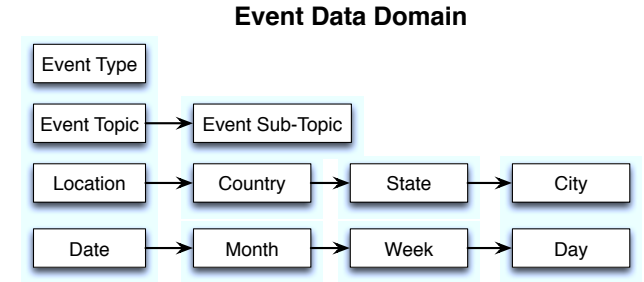 Event Data Domain
Event Type
Event Topic Event Sub-Topic
Location Country State City
Date Month Week Day